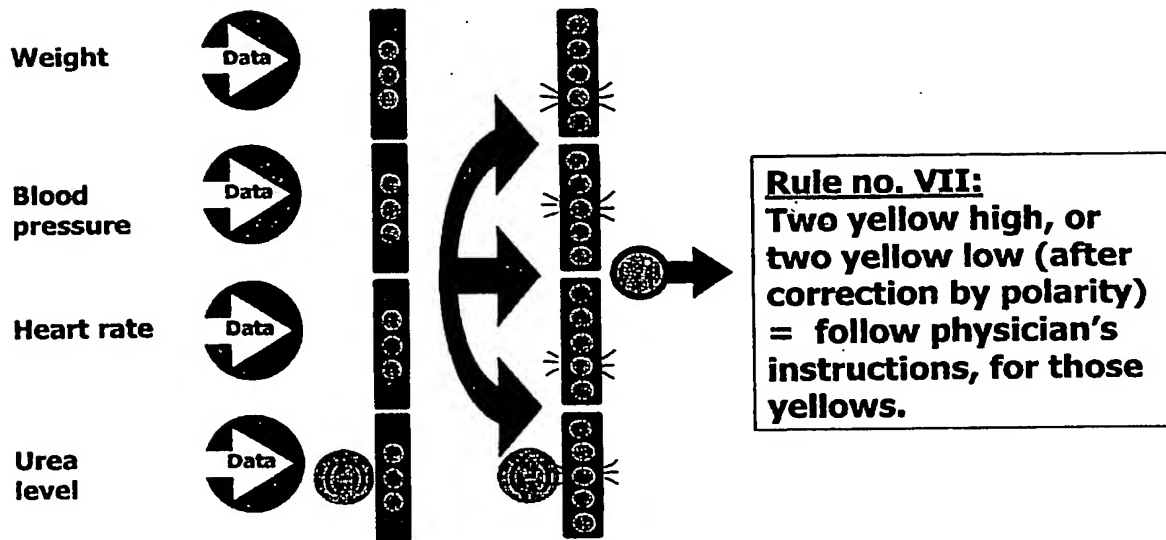 Weight
Data
Blood
pressure
Data
Heart rate
Data
Urea
level
Data
Rule no. VII:
Two yellow high, or
two yellow low (after
correction by polarity)
= follow physician's
instructions, for those
yellows.